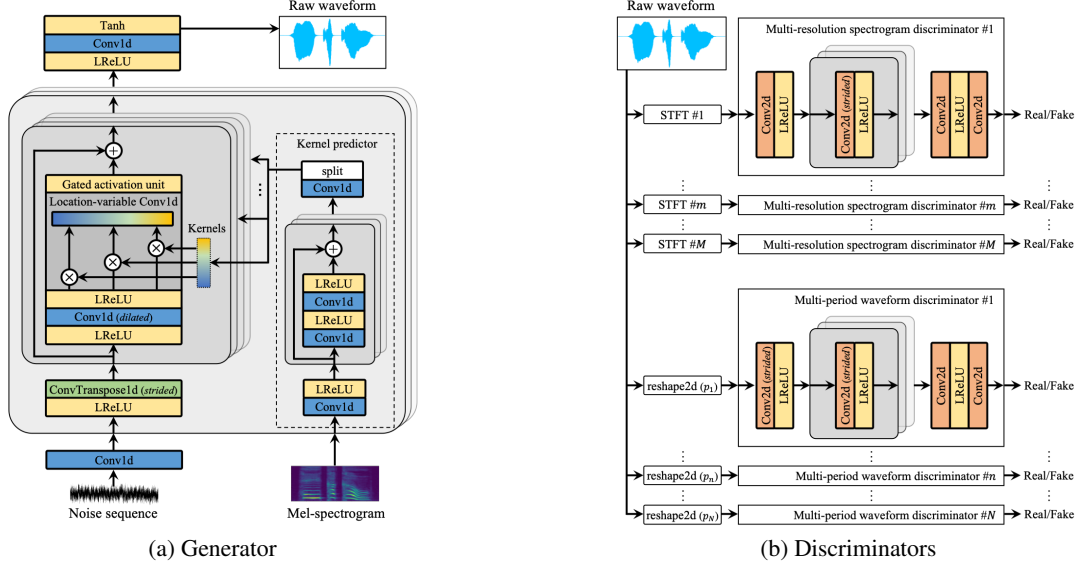 Raw waveform
Tanh
Conv1d
LReLU
Kernel predictor
split
Conv1d
Gated activation unit
Location-variable Conv1d
Kernels
LReLU
Conv1d (dilated)
LReLU
LReLU
Conv1d
LReLU
Conv1d
ConvTranspose1d (strided)
LReLU
LReLU
Conv1d
Conv1d
Noise sequence
Mel-spectrogram
(a) Generator
Raw waveform
Multi-resolution spectrogram discriminator #1
STFT #1
Conv2d
LReLU
Conv2d (strided)
LReLU
Conv2d
LReLU
Conv2d
Real/Fake
STFT #m
Multi-resolution spectrogram discriminator #m
Real/Fake
STFT #M
Multi-resolution spectrogram discriminator #M
Real/Fake
Multi-period waveform discriminator #1
reshape2d (p₁)
Conv2d (strided)
LReLU
Conv2d (strided)
LReLU
Conv2d
LReLU
Conv2d
Real/Fake
reshape2d (pₙ)
Multi-period waveform discriminator #n
Real/Fake
reshape2d (p_N)
Multi-period waveform discriminator #N
Real/Fake
(b) Discriminators